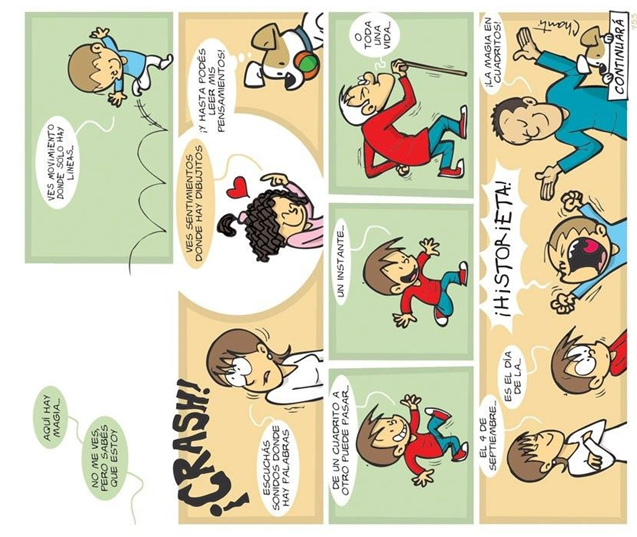 AQUÍ HAY
MAGIA...
NO ME VES,
PERO SABÉS
QUE ESTOY
VES MOVIMIENTO
DONDE SÓLO HAY
LÍNEAS...
¡CRASH!
ESCUCHÁS
SONIDOS DONDE
HAY PALABRAS
VES SENTIMIENTOS
DONDE HAY DIBUJITOS
¡Y HASTA PODÉS
LEER MIS
PENSAMIENTOS!
DE UN CUADRITO A
OTRO PUEDE PASAR...
UN INSTANTE...
O
TODA
UNA
VIDA...
EL 4 DE
SEPTIEMBRE...
ES EL DÍA
DE LA...
¡HISTORIETA!
¡LA MAGIA EN
CUADRITOS!
Chanti
CONTINUARÁ
753